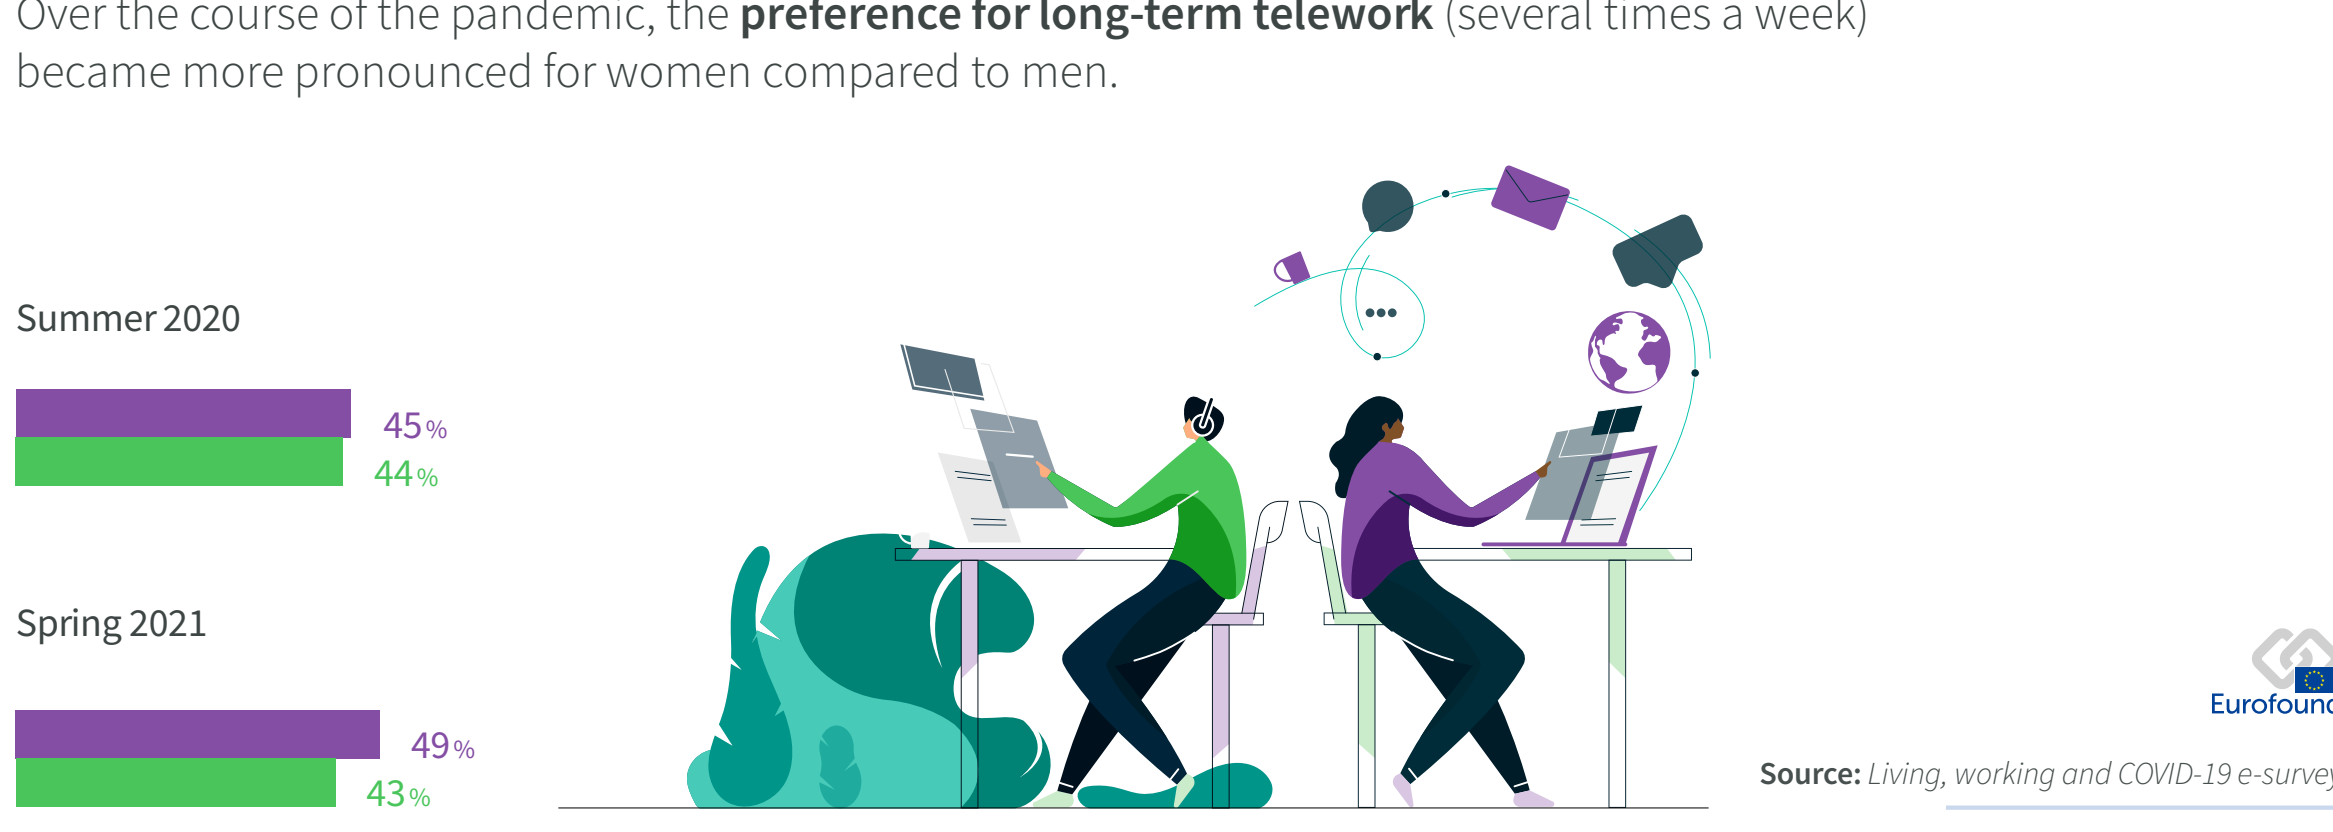 Over the course of the pandemic, the preference for long-term telework (several times a week)
became more pronounced for women compared to men.
Summer 2020
45%
44%
Spring 2021
49%
43%
Eurofound
Source: Living, working and COVID-19 e-survey